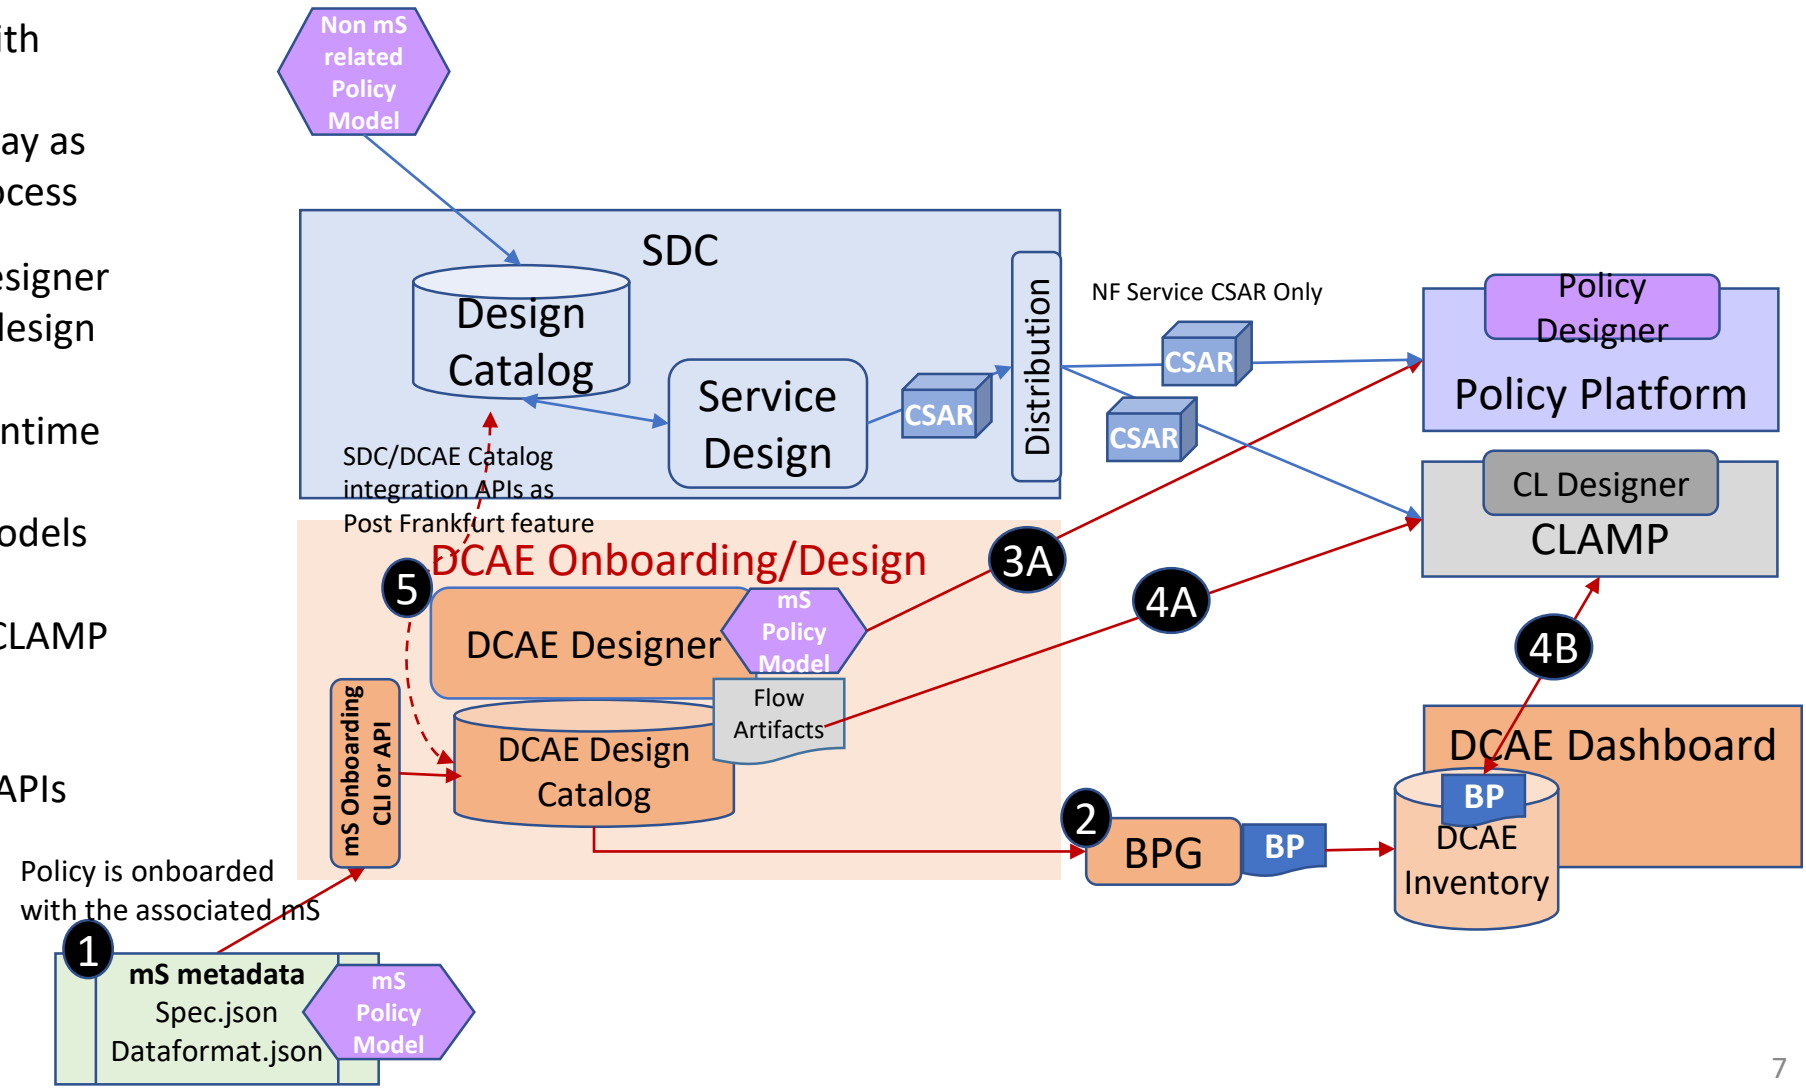 ith
ay as
ocess
esigner
design
ntime
odels
CLAMP
APIs
Non mS
related
Policy
Model
SDC
Design
Catalog
Service
Design
CSAR
Distribution
NF Service CSAR Only
CSAR
CSAR
Policy
Designer
Policy Platform
CL Designer
CLAMP
SDC/DCAE Catalog
integration APIs as
Post Frankfurt feature
DCAE Onboarding/Design
5
3A
4A
4B
DCAE Designer
mS
Policy
Model
Flow
Artifacts
mS Onboarding
CLI or API
DCAE Design
Catalog
2
BPG
BP
DCAE Dashboard
BP
DCAE
Inventory
Policy is onboarded
with the associated mS
1
mS metadata
Spec.json
Dataformat.json
mS
Policy
Model
7